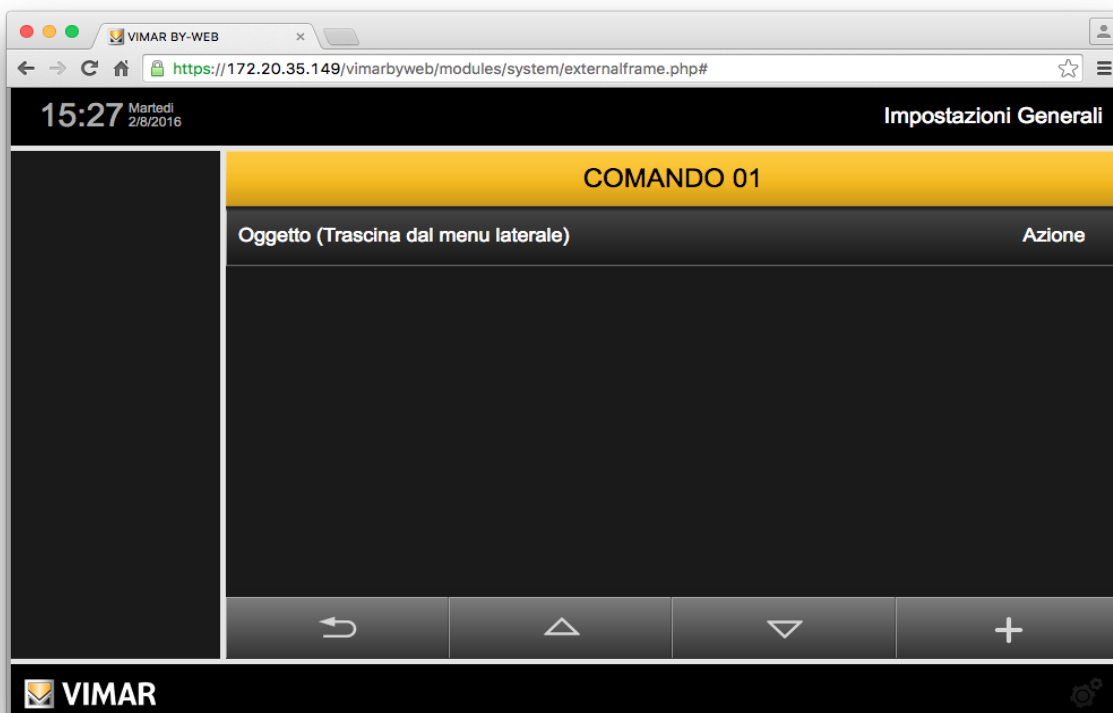 VIMAR BY-WEB
https://172.20.35.149/vimarbyweb/modules/system/externalframe.php#
15:27 Martedì
2/8/2016
Impostazioni Generali
COMANDO 01
Oggetto (Trascina dal menu laterale) Azione
VIMAR